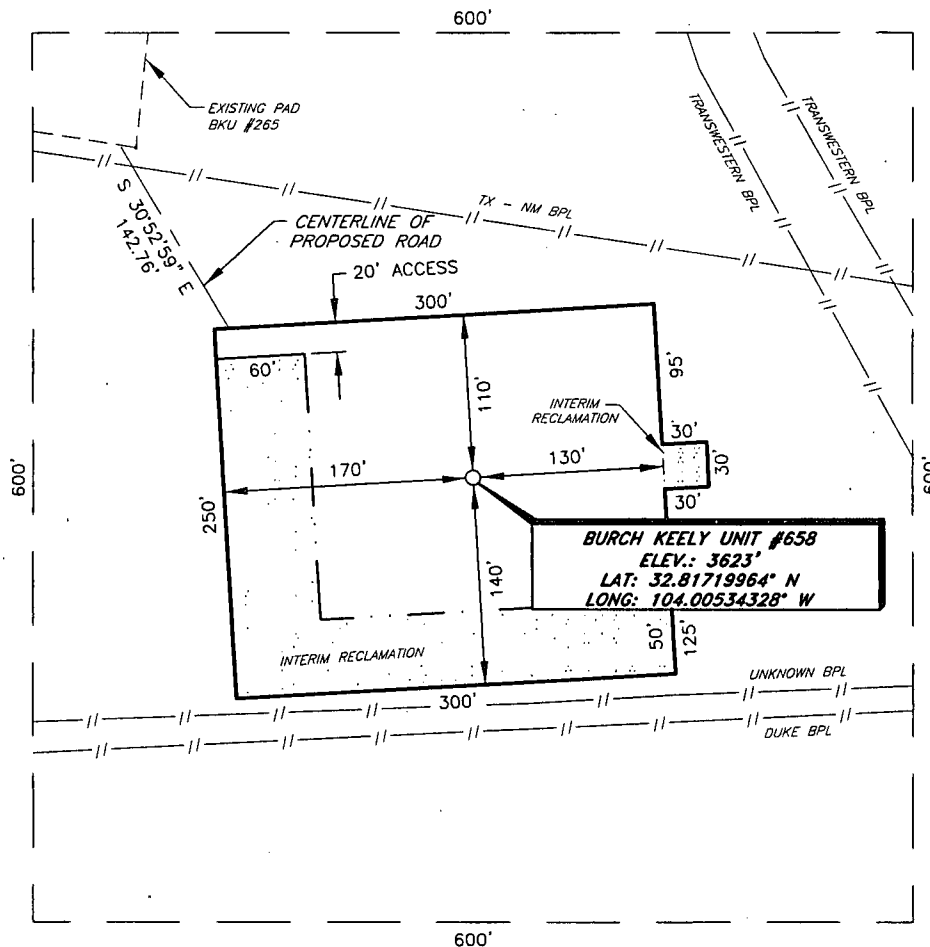 600'
EXISTING PAD
BKU #265
TRANSWESTERN BPL
TRANSWESTERN BPL
TX - NM BPL
S 30°52'59" E
142.76'
CENTERLINE OF
PROPOSED ROAD
20' ACCESS
300'
60'
110'
95'
INTERIM
RECLAMATION
30'
30'
30'
170'
130'
600'
600'
250'
140'
BURCH KEELY UNIT #658
ELEV.: 3623'
LAT: 32.81719964° N
LONG: 104.00534328° W
50'
125'
INTERIM RECLAMATION
300'
UNKNOWN BPL
DUKE BPL
600'